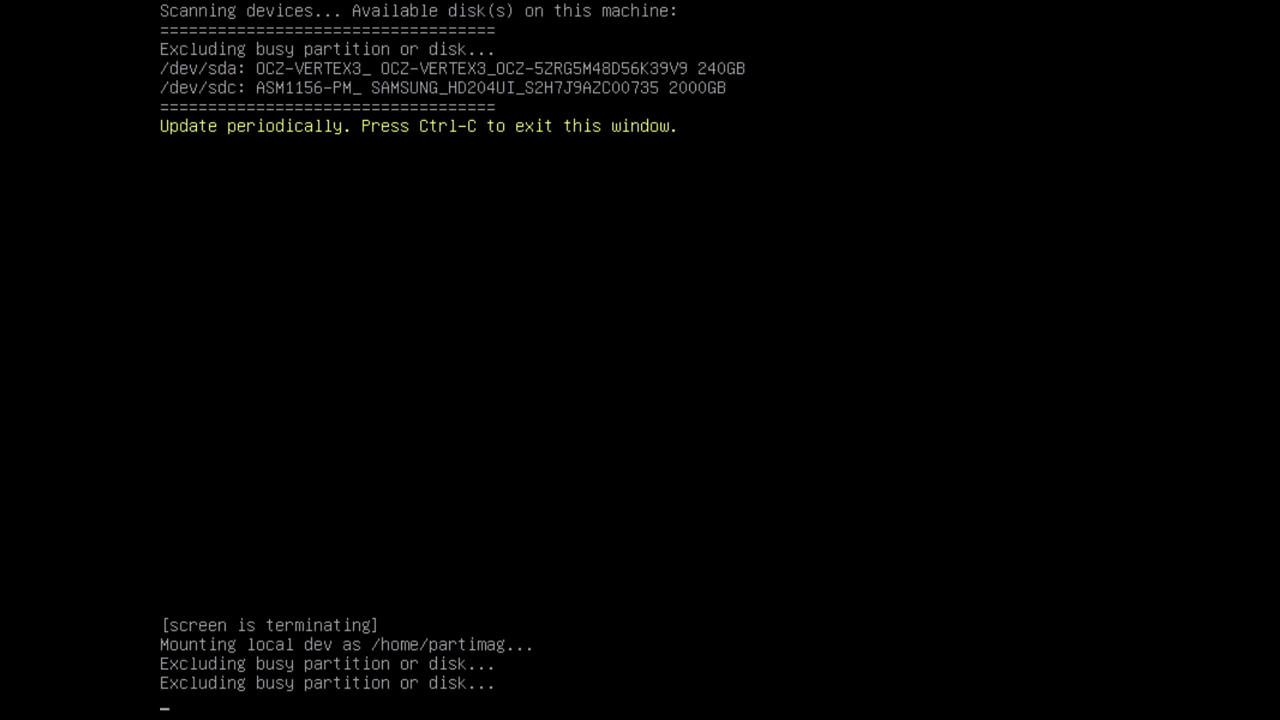 Scanning devices... Available disk(s) on this machine:
===================================
Excluding busy partition or disk...
/dev/sda: OCZ-VERTEX3_ OCZ-VERTEX3_OCZ-5ZRG5M48D56K39V9 240GB
/dev/sdc: ASM1156-PM_ SAMSUNG_HD204UI_S2H7J9AZC00735 2000GB
===================================
Update periodically. Press Ctrl-C to exit this window.
[screen is terminating]
Mounting local dev as /home/partimag...
Excluding busy partition or disk...
Excluding busy partition or disk...
_